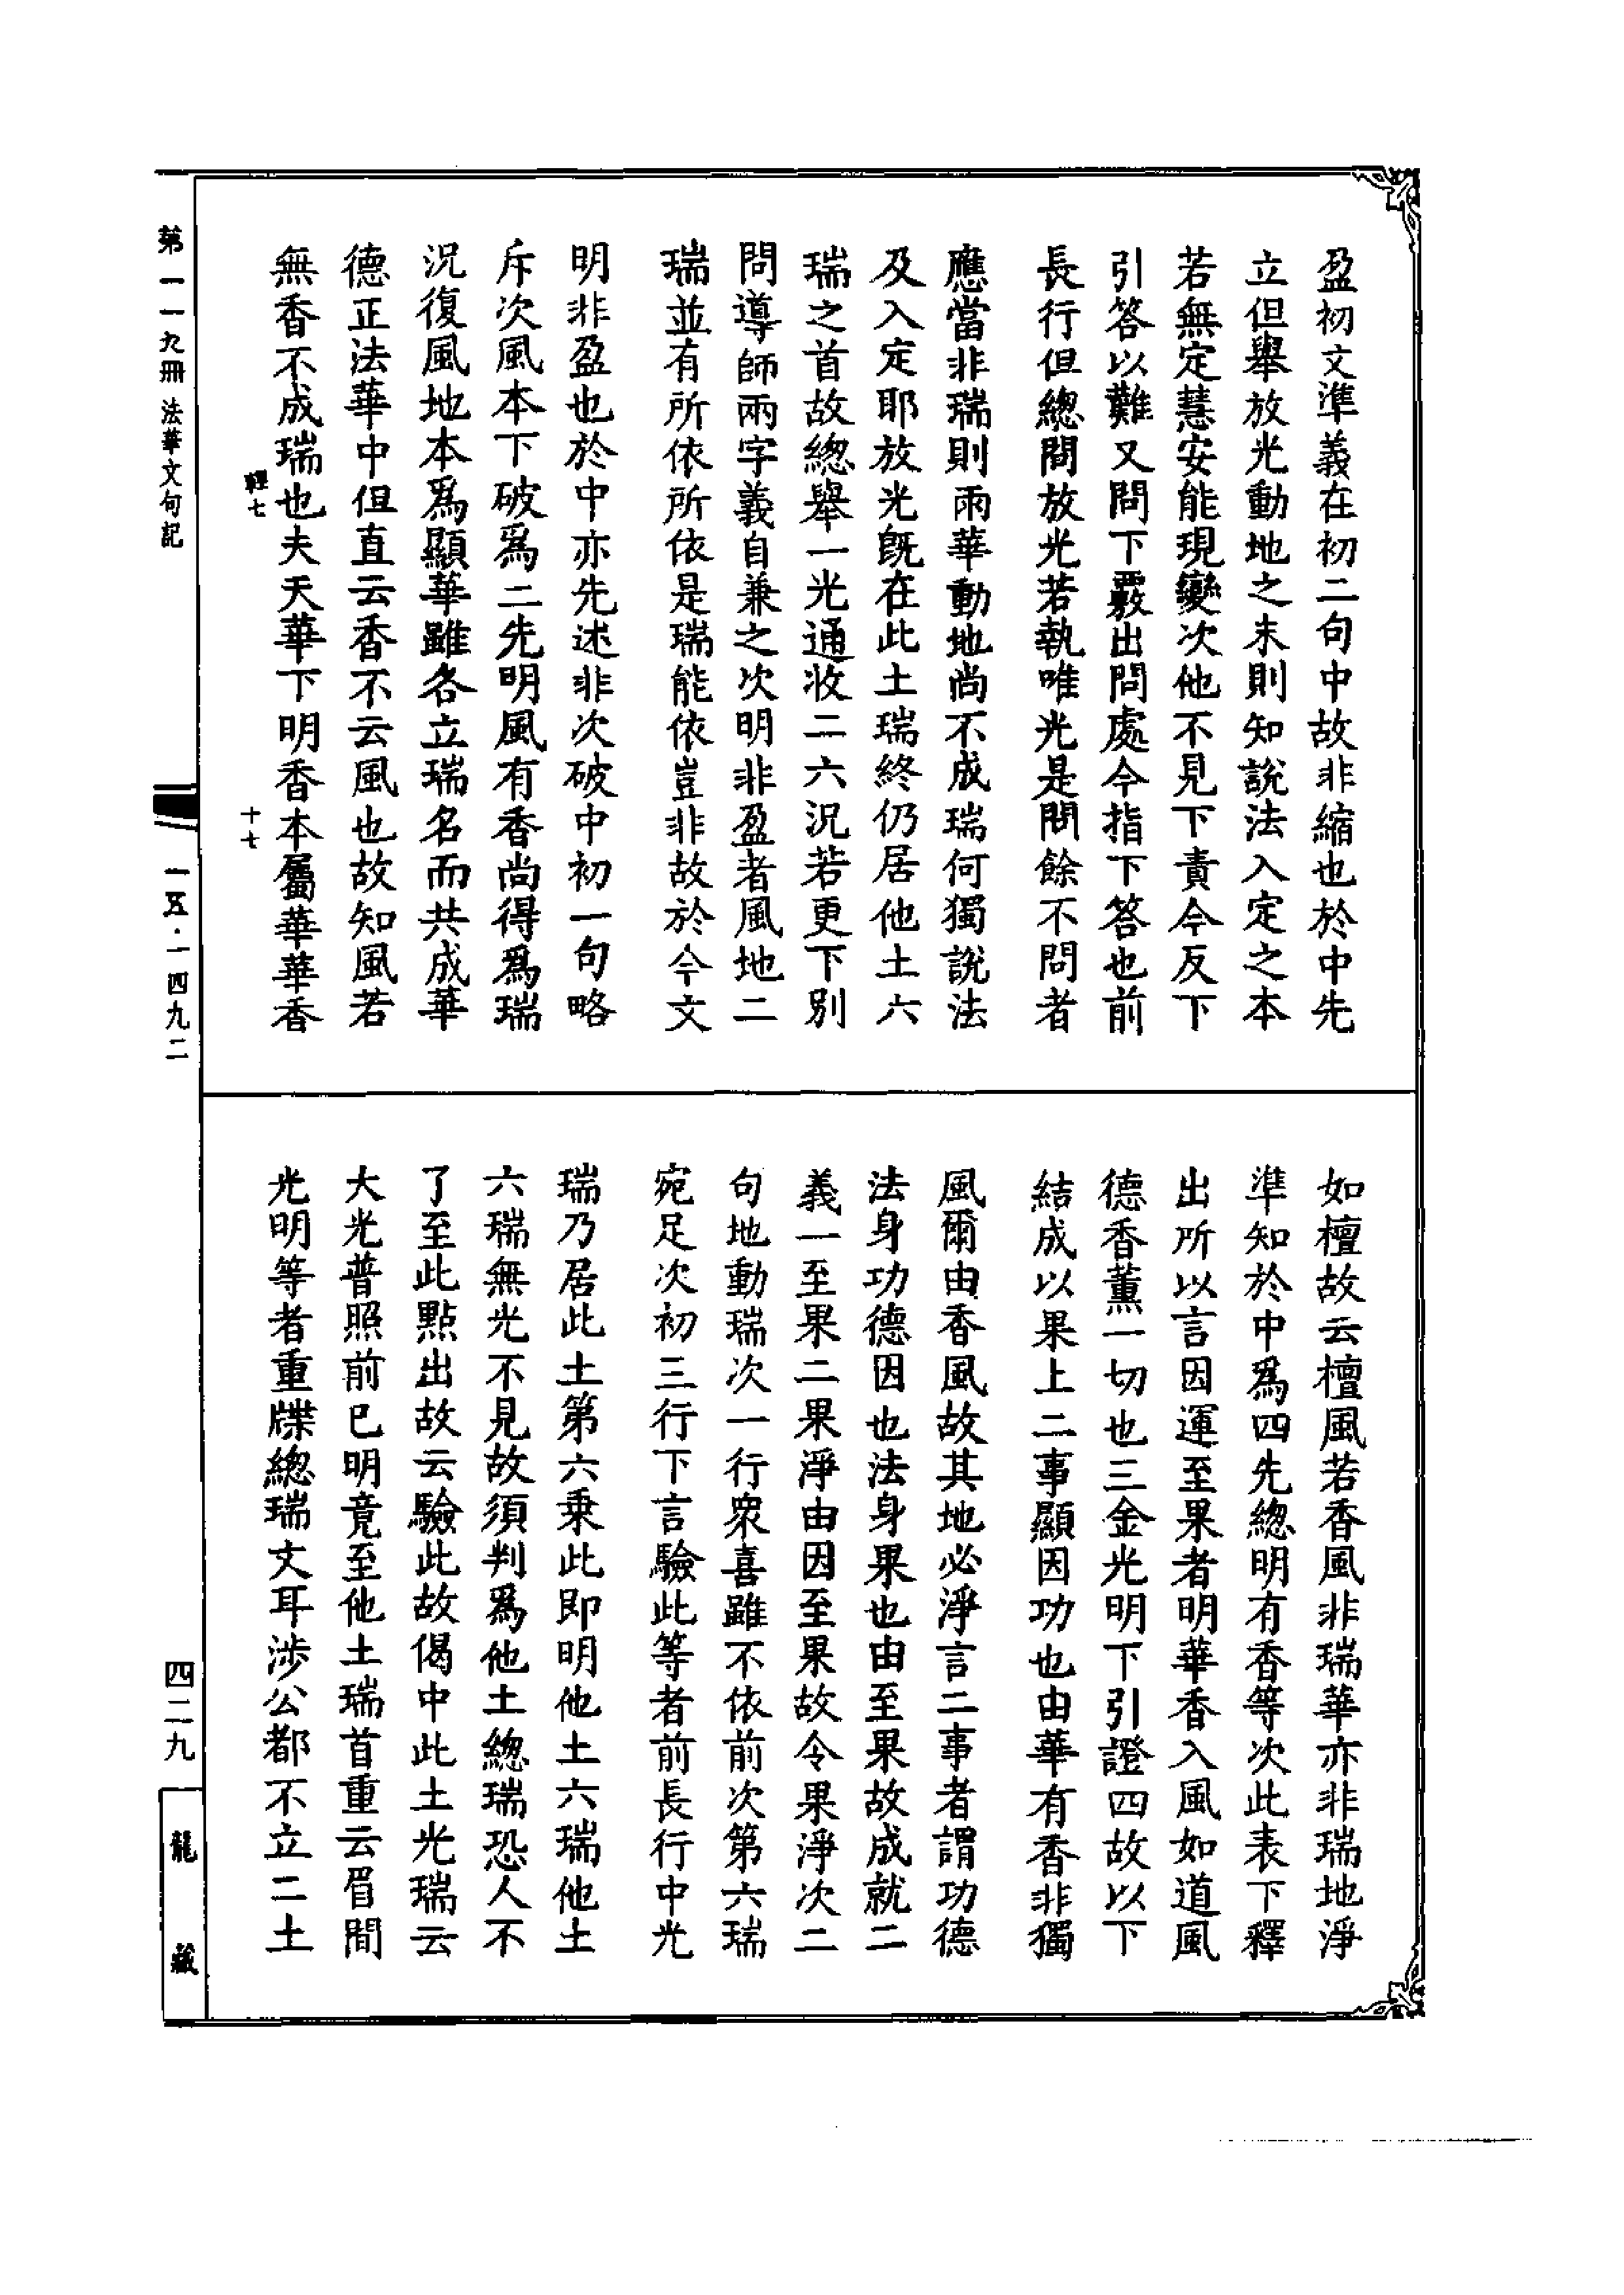 盈初文準義在初二句中故非縮也於中先
立但舉放光動地之末則知說法入定之本
若無定慧安能現變次他不見下責今反下
引答以難又問下覈出問處今指下答也前
長行但總問放光若執唯光是問餘不問者
應當非瑞則雨華動地尚不成瑞何獨說法
及入定耶放光旣在此土瑞終仍居他土六
瑞之首故總舉一光通收二六況若更下別
問導師兩字義自兼之次明非盈者風地二
瑞並有所依所依是瑞能依豈非故於今文
明非盈也於中亦先述非次破中初一句略
斥次風本下破爲二先明風有香尚得爲瑞
況復風地本爲顯華雖各立瑞名而共成華
德正法華中但直云香不云風也故知風若
無香不成瑞也夫天華下明香本屬華華香
輕七
十七
如檀故云檀風若香風非瑞華亦非瑞地淨
準知於中爲四先總明有香等次此表下釋
出所以言因運至果者明華香入風如道風
德香薰一切也三金光明下引證四故以下
結成以果上二事顯因功也由華有香非獨
風爾由香風故其地必淨言二事者謂功德
法身功德因也法身果也由至果故成就二
義一至果二果淨由因至果故令果淨次二
句地動瑞次一行衆喜雖不依前次第六瑞
宛足次初三行下言驗此等者前長行中光
瑞乃居此土第六乘此即明他土六瑞他土
六瑞無光不見故須判爲他土總瑞恐人不
了至此點出故云驗此故偈中此土光瑞云
大光普照前已明竟至他土瑞首重云眉間
光明等者重牒總瑞文耳涉公都不立二土
第一一九冊 法華文句記
一五·一四九二
四二九
龍藏